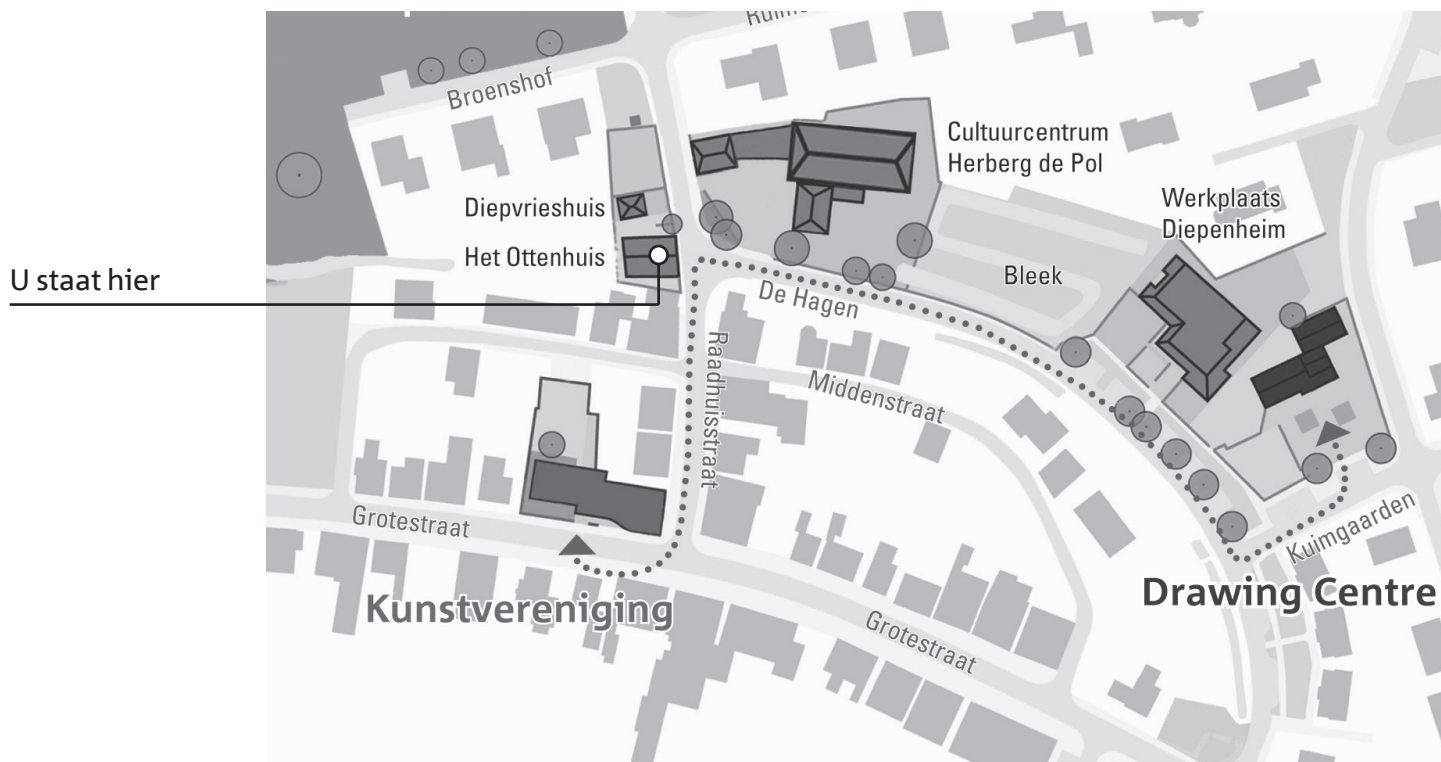 Broenshof
Cultuurcentrum
Herberg de Pol
Diepvrieshuis
Werkplaats
Diepenheim
Het Ottenhuis
U staat hier
Bleek
De Hagen
Raadhuisstraat
Middenstraat
Grotestraat
Kuimgaarden
Drawing Centre
Kunstvereniging
Grotestraat